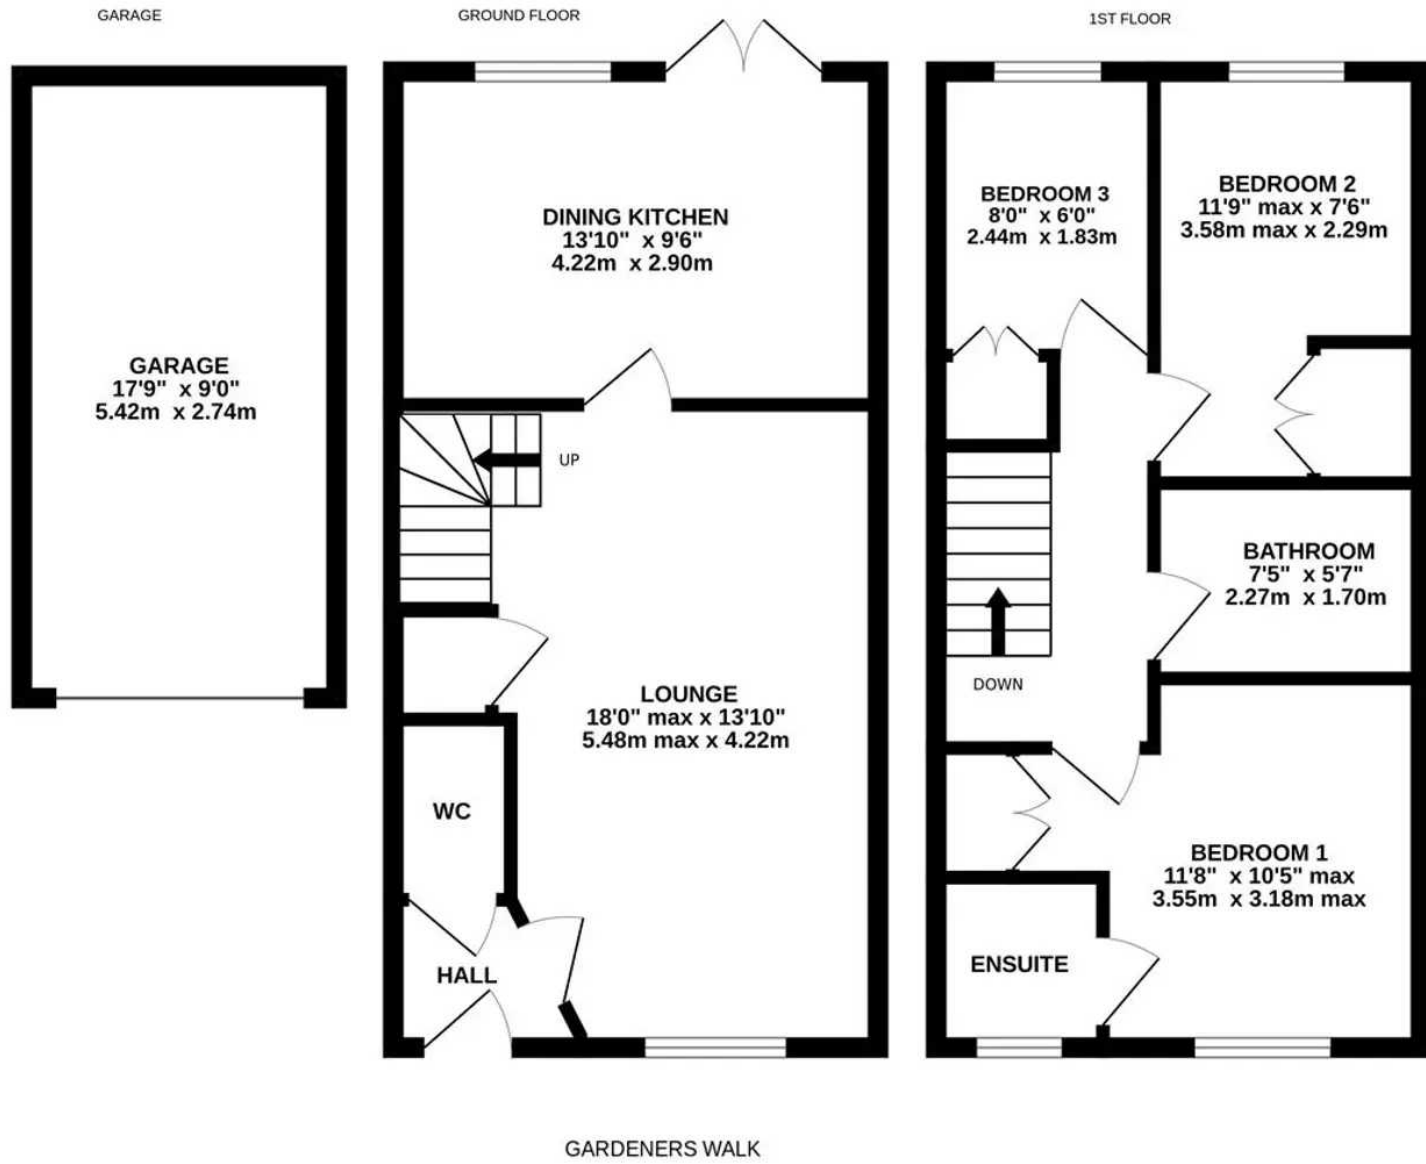 GARAGE
GARAGE
17'9"  x 9'0"
5.42m  x 2.74m
GROUND FLOOR
DINING KITCHEN
13'10"  x 9'6"
4.22m  x 2.90m
UP
LOUNGE
18'0" max x 13'10"
5.48m max x 4.22m
WC
HALL
1ST FLOOR
BEDROOM 3
8'0"  x 6'0"
2.44m  x 1.83m
BEDROOM 2
11'9" max x 7'6"
3.58m max x 2.29m
BATHROOM
7'5"  x 5'7"
2.27m  x 1.70m
DOWN
BEDROOM 1
11'8"  x 10'5" max
3.55m  x 3.18m max
ENSUITE
GARDENERS WALK